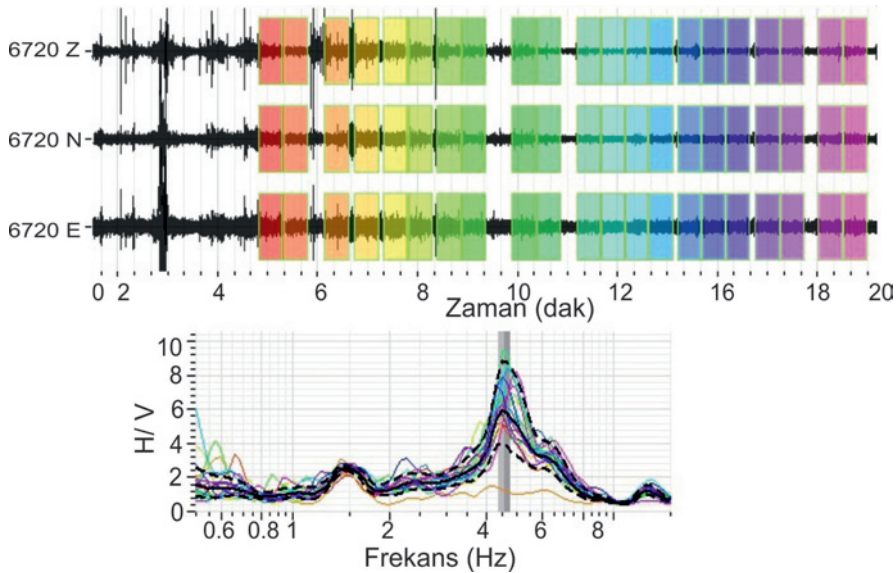 6720 Z
6720 N
6720 E
0 2 4 6 8 10 12 14 16 18 20
Zaman (dak)
10
8
6
4
2
0
H/ V
0.6 0.8 1 2 4 6 8
Frekans (Hz)